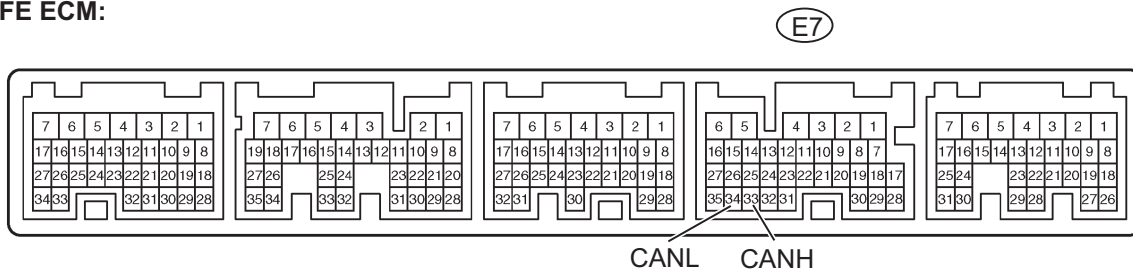 FE ECM:
E7
7 6 5 4 3 2 1 7 6 5 4 3 2 1 7 6 5 4 3 2 1 6 5 4 3 2 1 7 6 5 4 3 2 1
17 16 15 14 13 12 11 10 9 8 19 18 17 16 15 14 13 12 11 10 9 8 17 16 15 14 13 12 11 10 9 8 16 15 14 13 12 11 10 9 8 7 17 16 15 14 13 12 11 10 9 8
27 26 25 24 23 22 21 20 19 18 27 26 25 24 23 22 21 20 27 26 25 24 23 22 21 20 19 18 26 25 24 23 22 21 20 19 18 17 25 24 23 22 21 20 19 18
34 33 32 31 30 29 28 35 34 33 32 31 30 29 28 32 31 30 29 28 35 34 33 32 31 30 29 28 31 30 29 28 27 26
CANL CANH